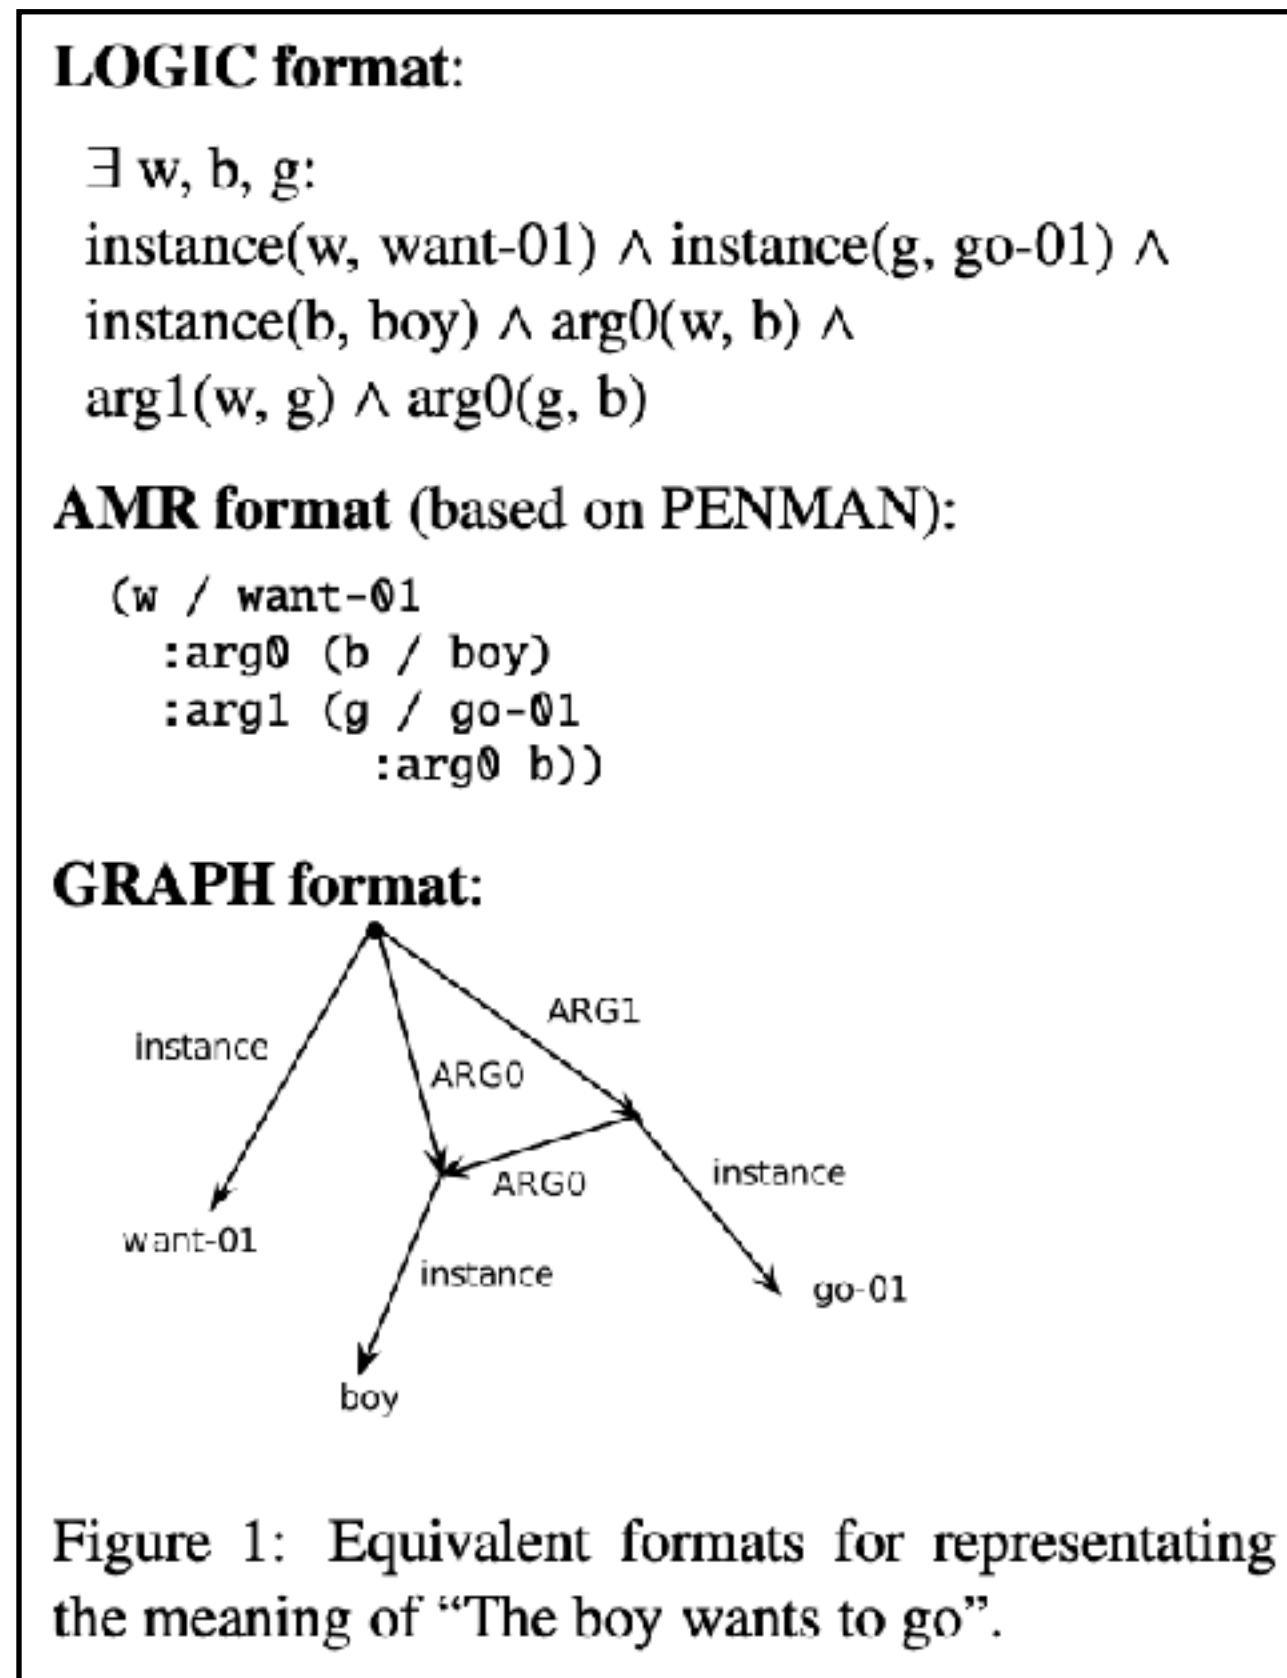 LOGIC format:
∃ w, b, g:
instance(w, want-01) ∧ instance(g, go-01) ∧
instance(b, boy) ∧ arg0(w, b) ∧
arg1(w, g) ∧ arg0(g, b)
AMR format (based on PENMAN):
(w / want-01
:arg0 (b / boy)
:arg1 (g / go-01
:arg0 b))
GRAPH format:
ARG1
instance
ARG0
instance
ARG0
want-01
instance
go-01
boy
Figure 1: Equivalent formats for representating
the meaning of “The boy wants to go”.